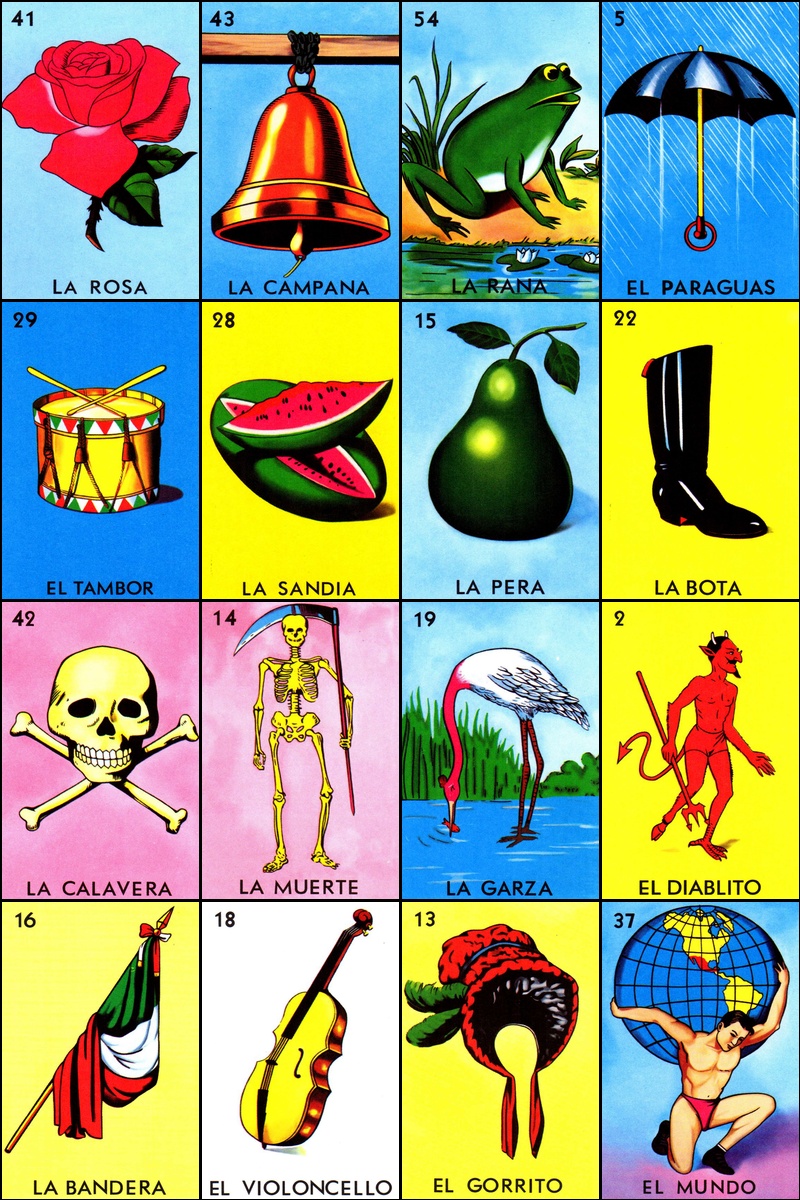 41
LA ROSA
43
LA CAMPANA
54
LA RANA
5
EL PARAGUAS
29
EL TAMBOR
28
LA SANDIA
15
LA PERA
22
LA BOTA
42
LA CALAVERA
14
LA MUERTE
19
LA GARZA
2
EL DIABLITO
16
LA BANDERA
18
EL VIOLONCELLO
13
EL GORRITO
37
EL MUNDO